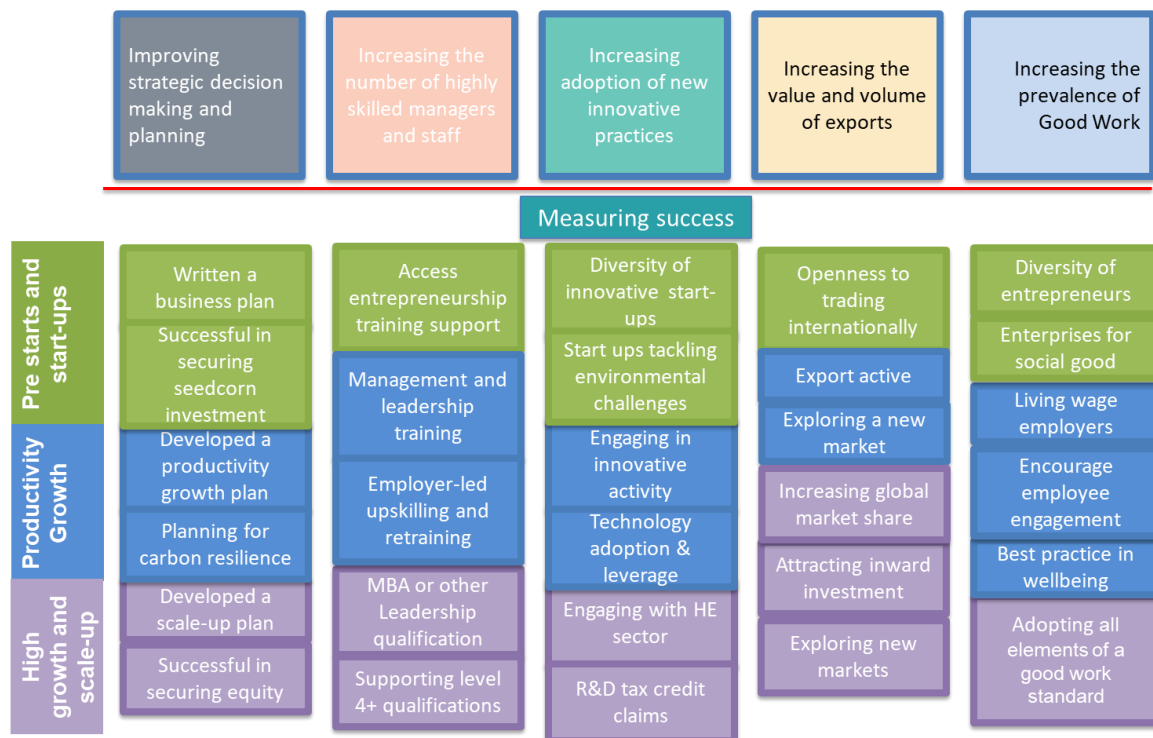 Improving
strategic decision
making and
planning
Increasing the
number of highly
skilled managers
and staff
Increasing
adoption of new
innovative
practices
Increasing the
value and volume
of exports
Increasing the
prevalence of
Good Work
Measuring success
Pre starts and
start-ups
Productivity
Growth
High
growth and
scale-up
Written a
business plan
Successful in
securing
seedcorn
investment
Developed a
productivity
growth plan
Planning for
carbon resilience
Developed a
scale-up plan
Successful in
securing equity
Access
entrepreneurship
training support
Management and
leadership
training
Employer-led
upskilling and
retraining
MBA or other
Leadership
qualification
Supporting level
4+ qualifications
Diversity of
innovative start-
ups
Start ups tackling
environmental
challenges
Engaging in
innovative
activity
Technology
adoption &
leverage
Engaging with HE
sector
R&D tax credit
claims
Openness to
trading
internationally
Export active
Exploring a new
market
Increasing global
market share
Attracting inward
investment
Exploring new
markets
Diversity of
entrepreneurs
Enterprises for
social good
Living wage
employers
Encourage
employee
engagement
Best practice in
wellbeing
Adopting all
elements of a
good work
standard